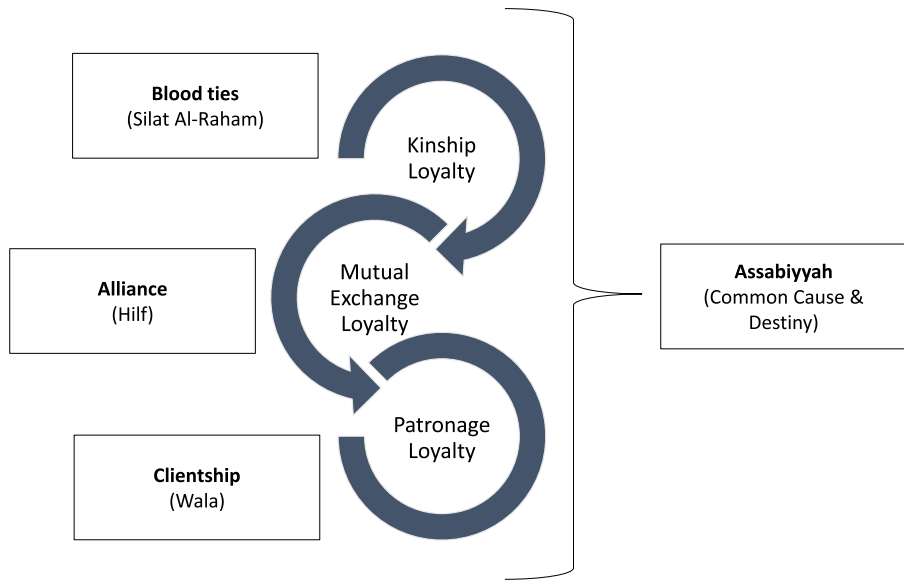 Blood ties
(Silat Al-Raham)
Kinship
Loyalty
Alliance
(Hilf)
Mutual
Exchange
Loyalty
Clientship
(Wala)
Patronage
Loyalty
Assabiyyah
(Common Cause &
Destiny)